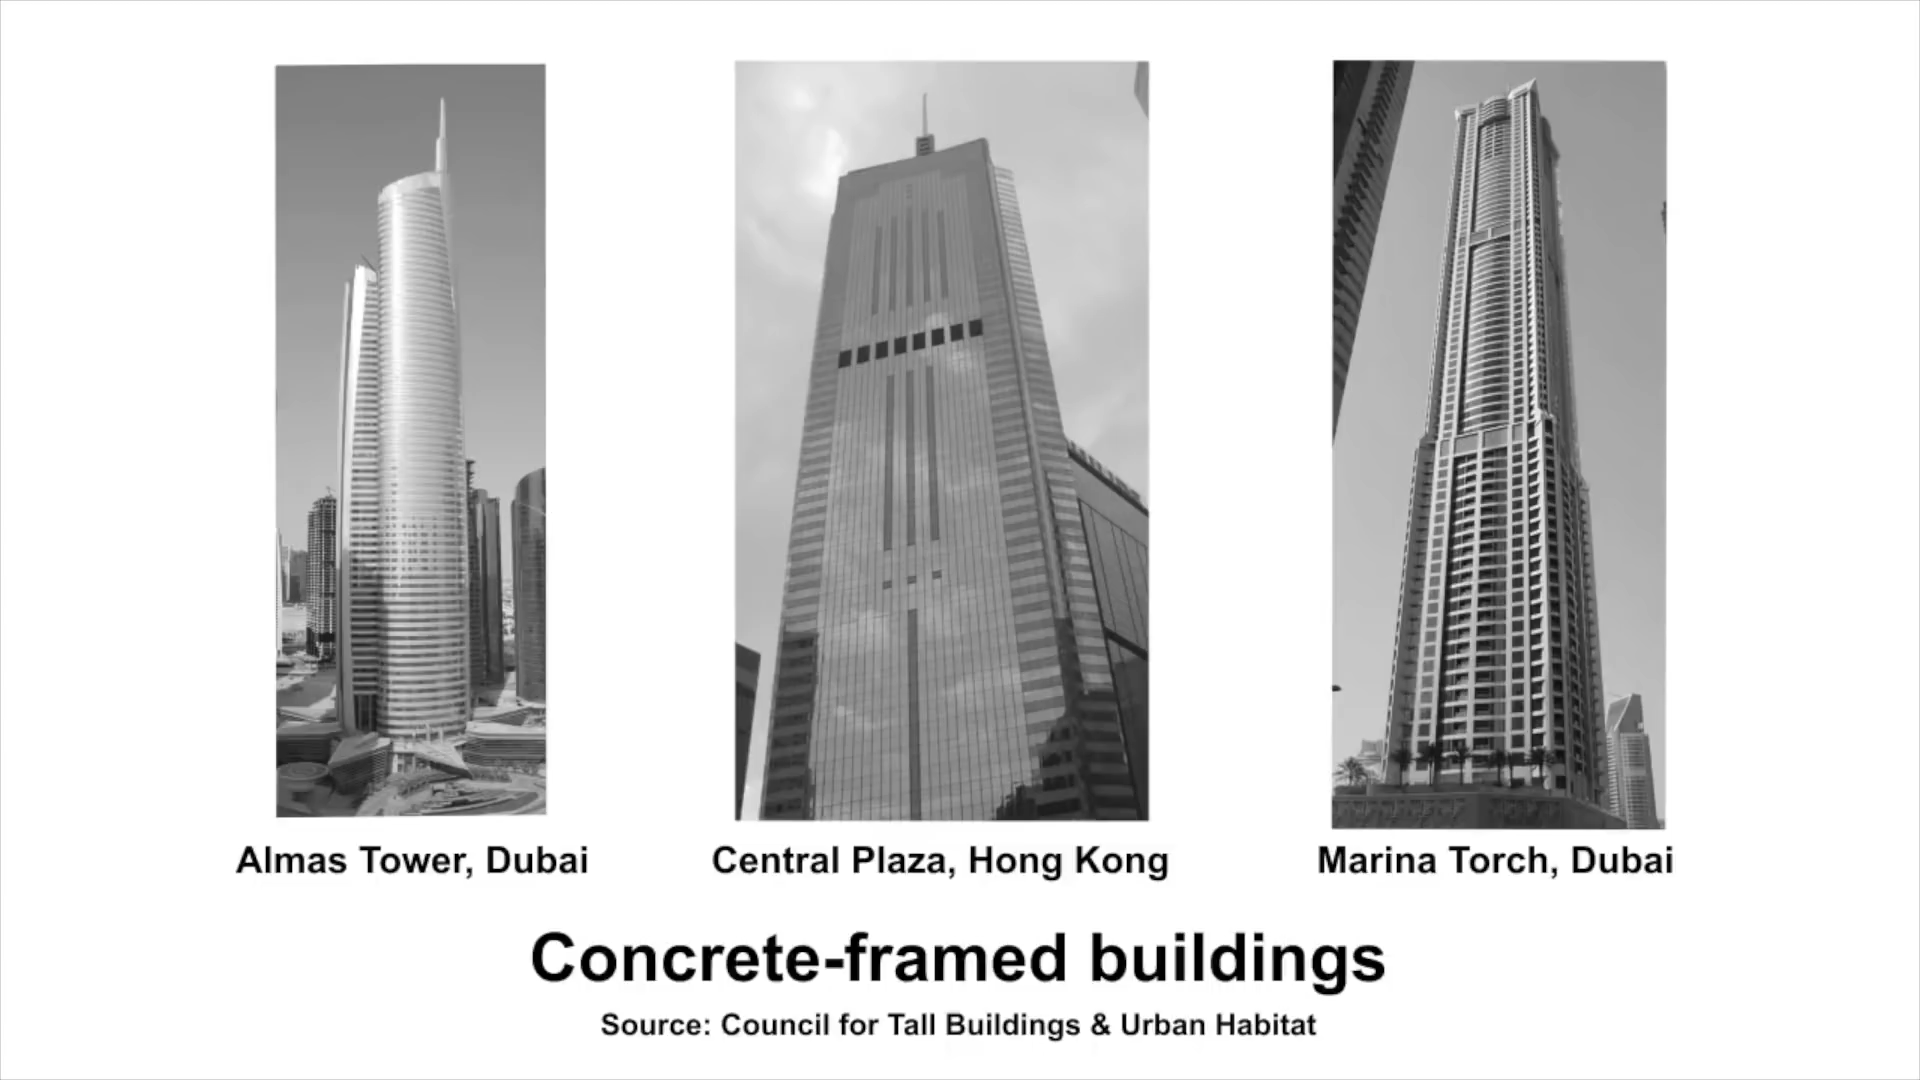 Almas Tower, Dubai
Central Plaza, Hong Kong
Marina Torch, Dubai
Concrete-framed buildings
Source: Council for Tall Buildings & Urban Habitat